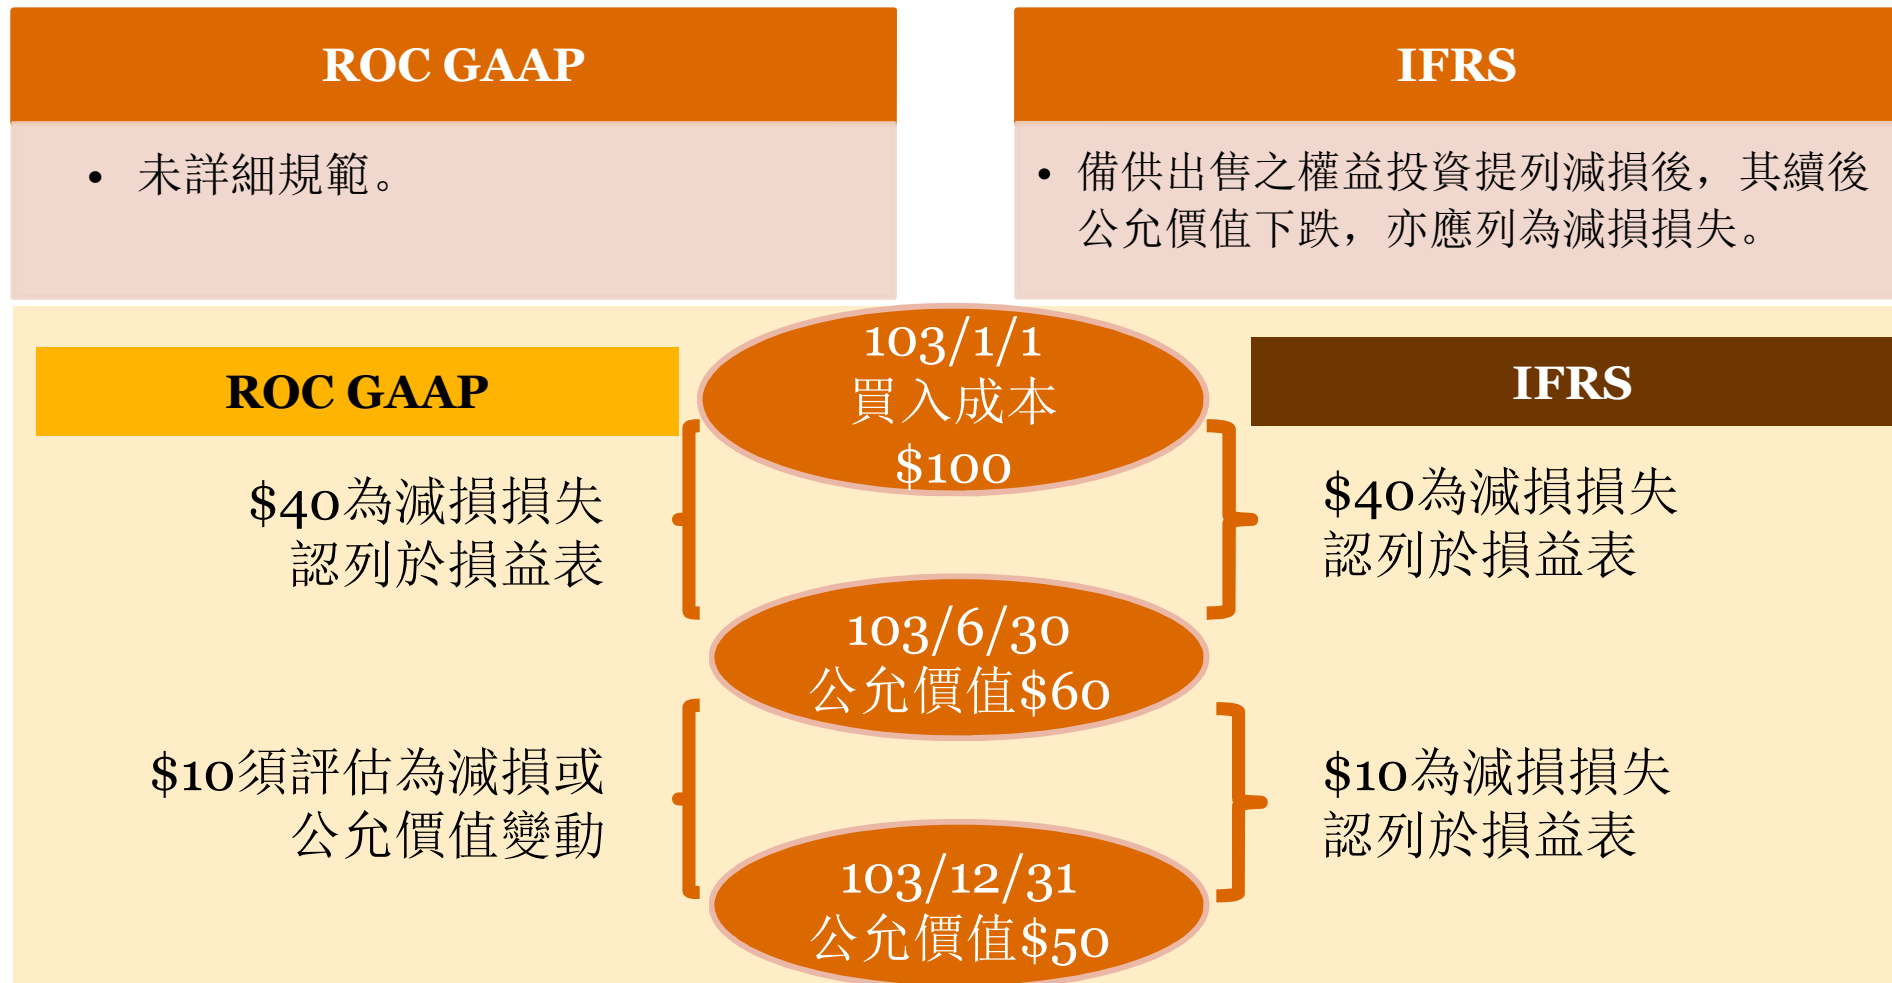 ROC GAAP
• 未詳細規範。
IFRS
• 備供出售之權益投資提列減損後，其續後
公允價值下跌，亦應列為減損損失。
ROC GAAP
103/1/1
買入成本
$100
IFRS
$40為減損損失
認列於損益表
$40為減損損失
認列於損益表
103/6/30
公允價值$60
$10須評估為減損或
公允價值變動
$10為減損損失
認列於損益表
103/12/31
公允價值$50